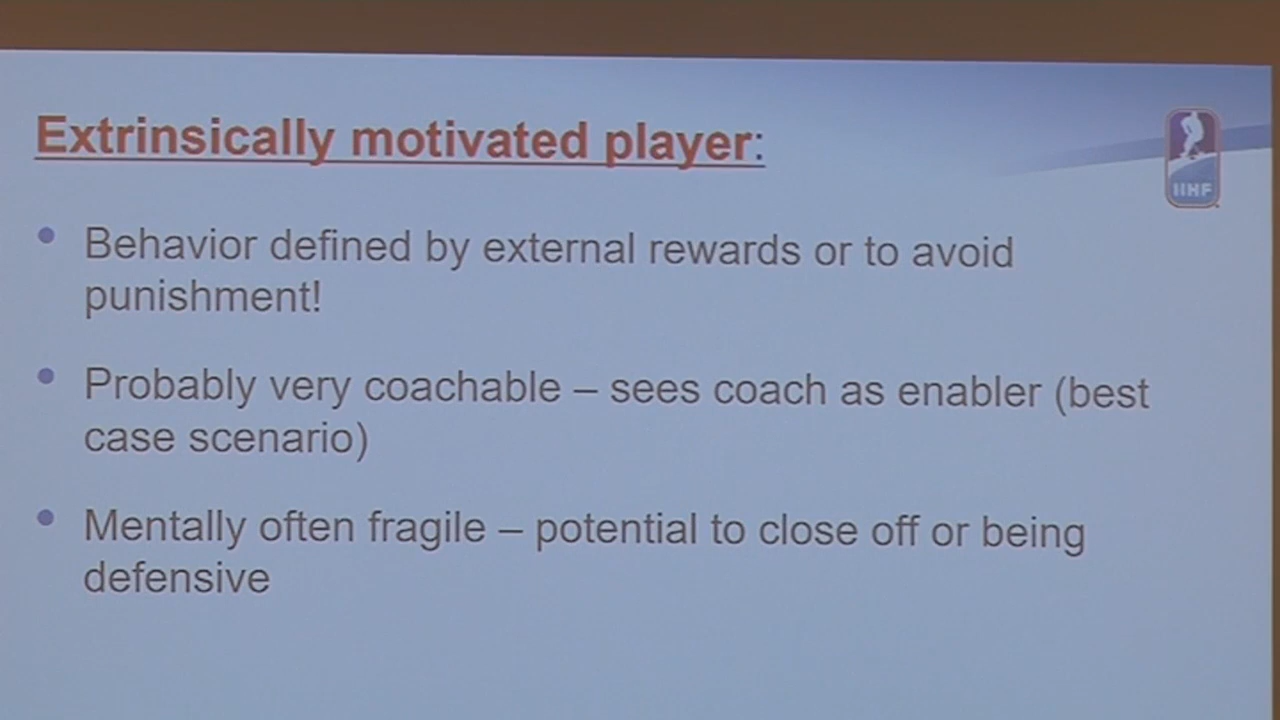 Extrinsically motivated player:
IIHF
Behavior defined by external rewards or to avoid
punishment!
Probably very coachable – sees coach as enabler (best
case scenario)
Mentally often fragile – potential to close off or being
defensive